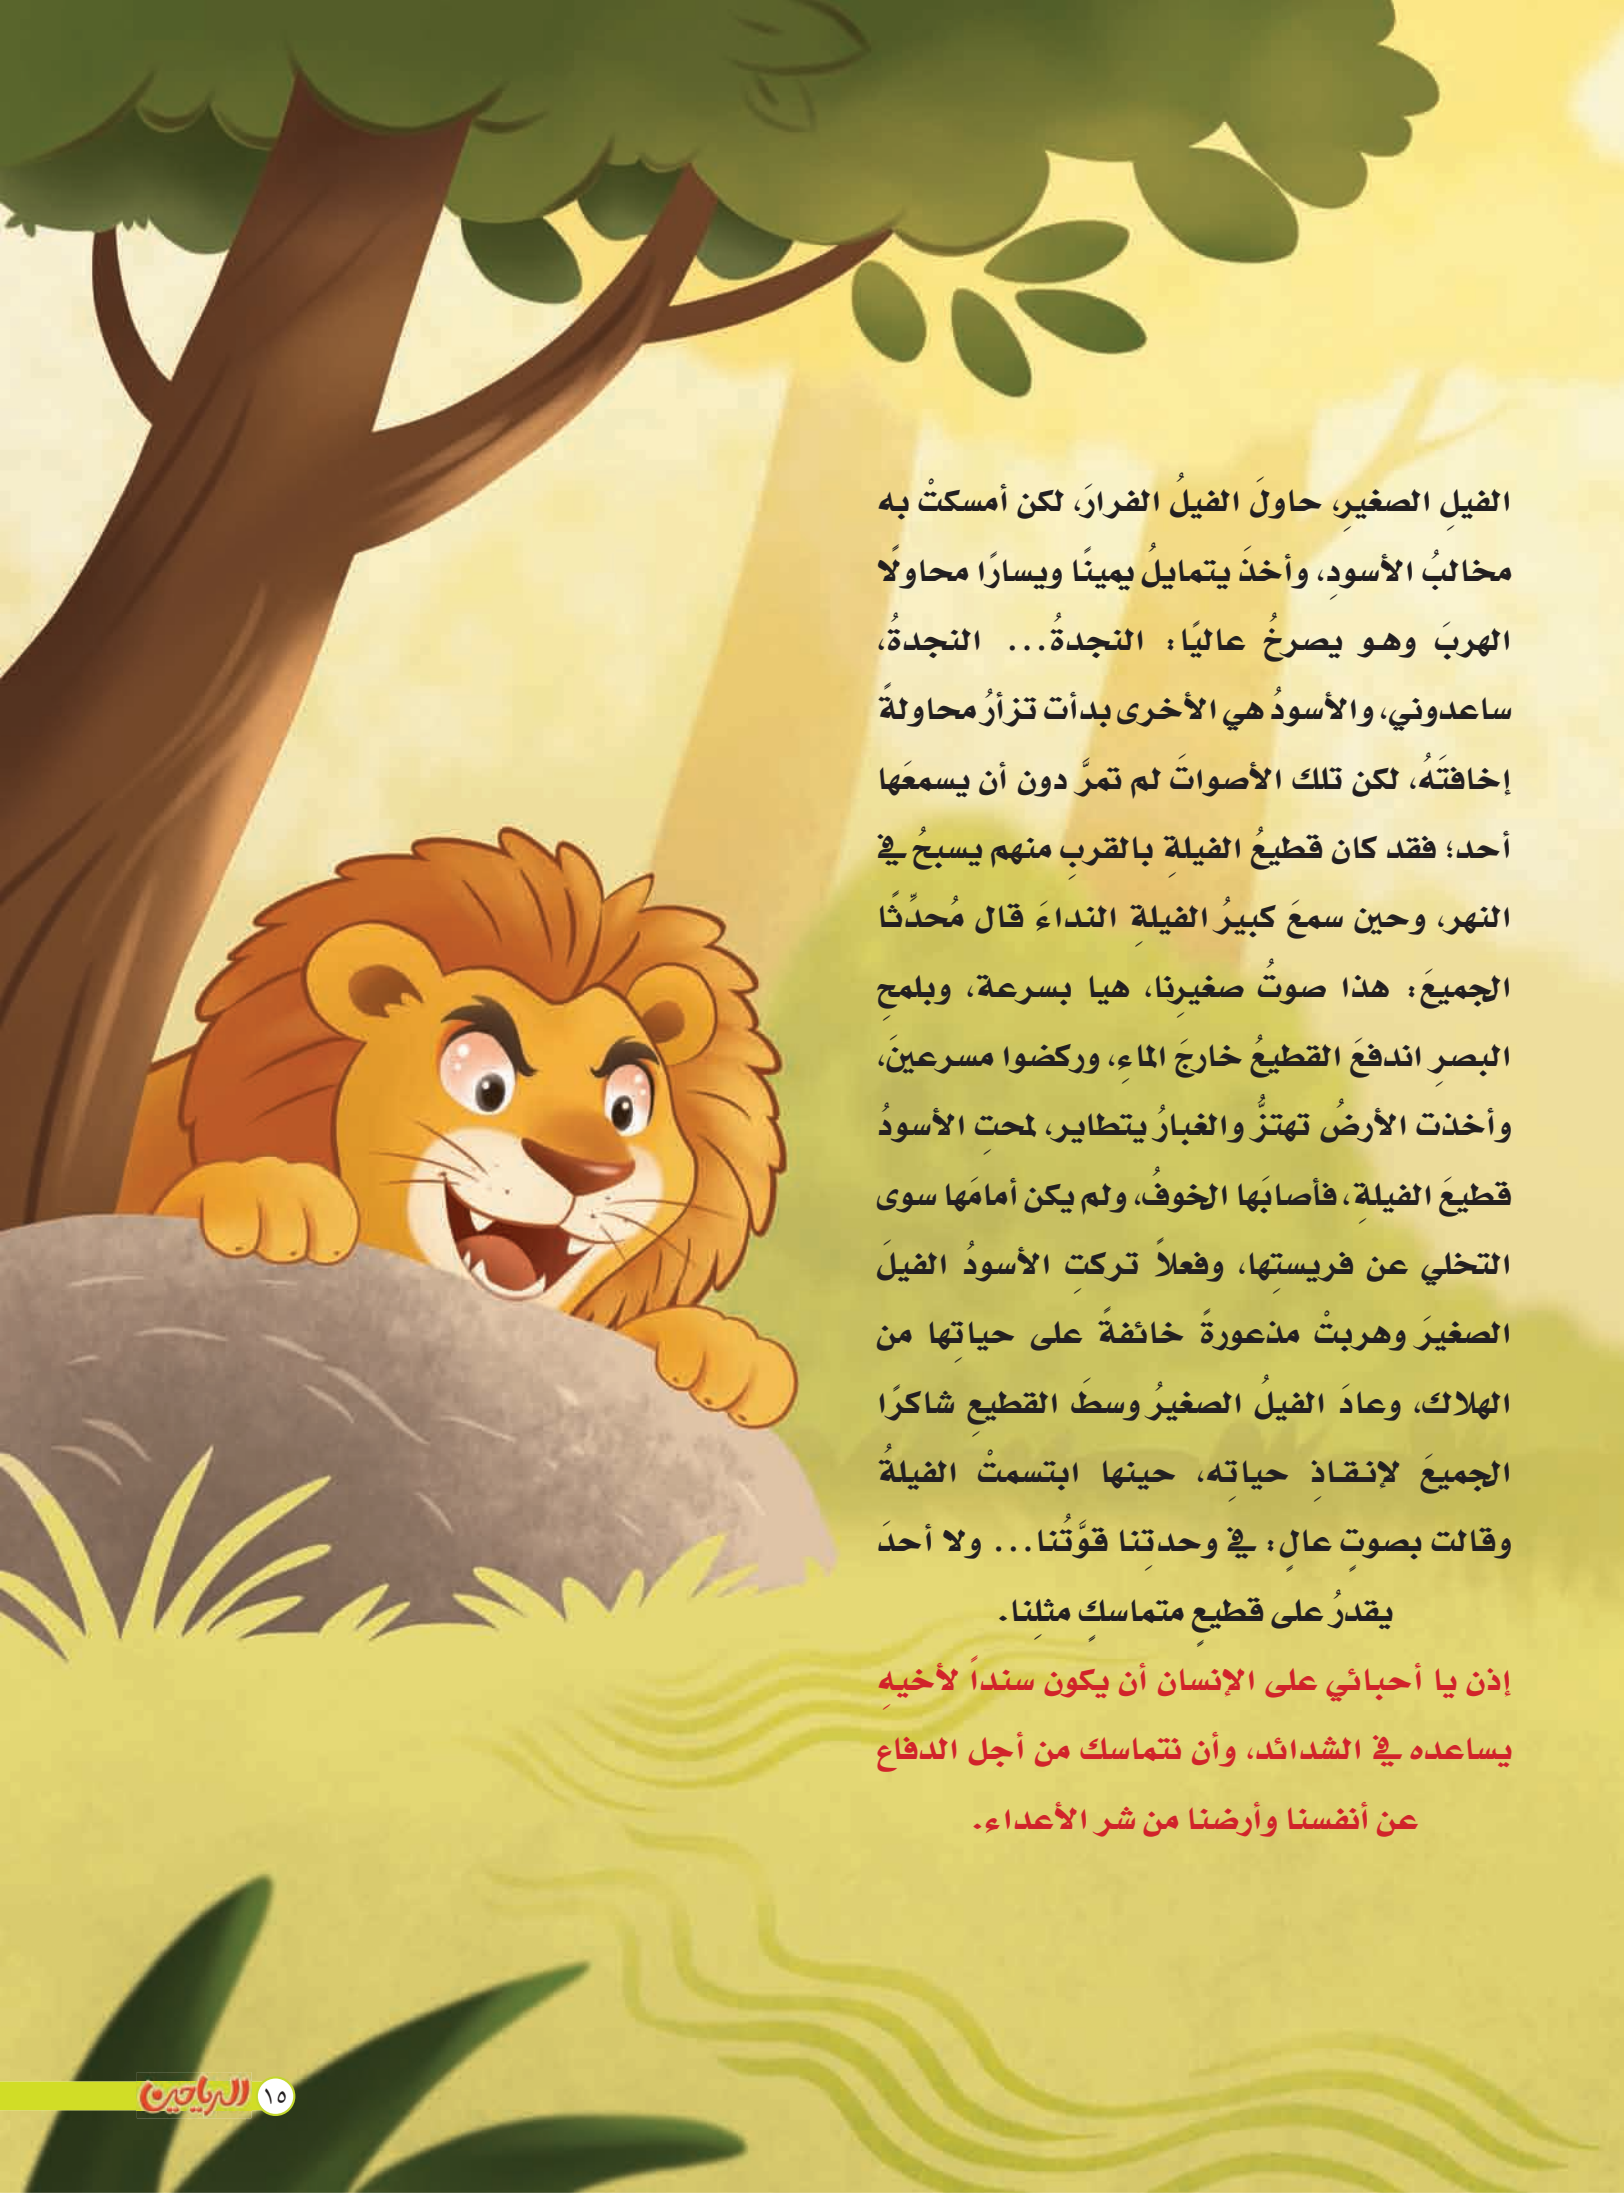 الفيلِ الصغيرِ، حاولَ الفيلُ الفرارَ، لكن أمسكتْ به
مخالبُ الأسودِ، وأخذَ يتمايلُ يمينًا ويسارًا محاولًا
الهربَ وهو يصرخُ عاليًا: النجدةُ... النجدةُ،
ساعدوني، والأسودُ هي الأخرى بدأت تزأرُ محاولةً
إخافتَهُ، لكن تلك الأصواتَ لم تمرَّ دون أن يسمعَها
أحد؛ فقد كان قطيعُ الفيلةِ بالقربِ منهم يسبحُ في
النهر، وحين سمعَ كبيرُ الفيلةِ النداءَ قال مُحدِّثًا
الجميعَ: هذا صوتُ صغيرِنا، هيا بسرعة، وبلمحِ
البصرِ اندفعَ القطيعُ خارجَ الماءِ، وركضوا مسرعينَ،
وأخذت الأرضُ تهتزُّ والغبارُ يتطاير، لمحتِ الأسودُ
قطيعَ الفيلةِ، فأصابَها الخوفُ، ولم يكن أمامَها سوى
التخلي عن فريستِها، وفعلاً تركتِ الأسودُ الفيلَ
الصغيرَ وهربتْ مذعورةً خائفةً على حياتِها من
الهلاك، وعادَ الفيلُ الصغيرُ وسطَ القطيعِ شاكرًا
الجميعَ لإنقاذِ حياتِه، حينها ابتسمتْ الفيلةُ
وقالت بصوتٍ عالٍ: في وحدتِنا قوَّتُنا... ولا أحدَ
يقدرُ على قطيعٍ متماسكٍ مثلِنا.
إذن يا أحبائي على الإنسان أن يكون سنداً لأخيهِ
يساعده في الشدائد، وأن نتماسك من أجل الدفاع
عن أنفسنا وأرضنا من شر الأعداء.
الرياحين ١٥